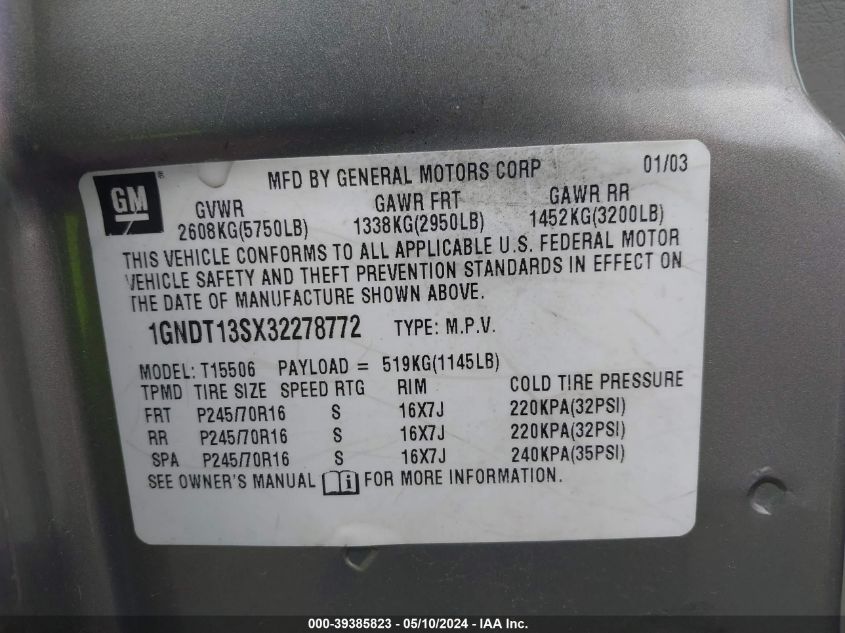 GM ®
MFD BY GENERAL MOTORS CORP 01/03
GVWR GAWR FRT GAWR RR
2608KG(5750LB) 1338KG(2950LB) 1452KG(3200LB)
THIS VEHICLE CONFORMS TO ALL APPLICABLE U.S. FEDERAL MOTOR
VEHICLE SAFETY AND THEFT PREVENTION STANDARDS IN EFFECT ON
THE DATE OF MANUFACTURE SHOWN ABOVE.
1GNDT13SX32278772 TYPE: M.P.V.
MODEL: T15506 PAYLOAD = 519KG(1145LB)
TPMD TIRE SIZE SPEED RTG RIM COLD TIRE PRESSURE
FRT P245/70R16 S 16X7J 220KPA(32PSI)
RR P245/70R16 S 16X7J 220KPA(32PSI)
SPA P245/70R16 S 16X7J 240KPA(35PSI)
SEE OWNER'S MANUAL FOR MORE INFORMATION.
000-39385823 - 05/10/2024 - IAA Inc.